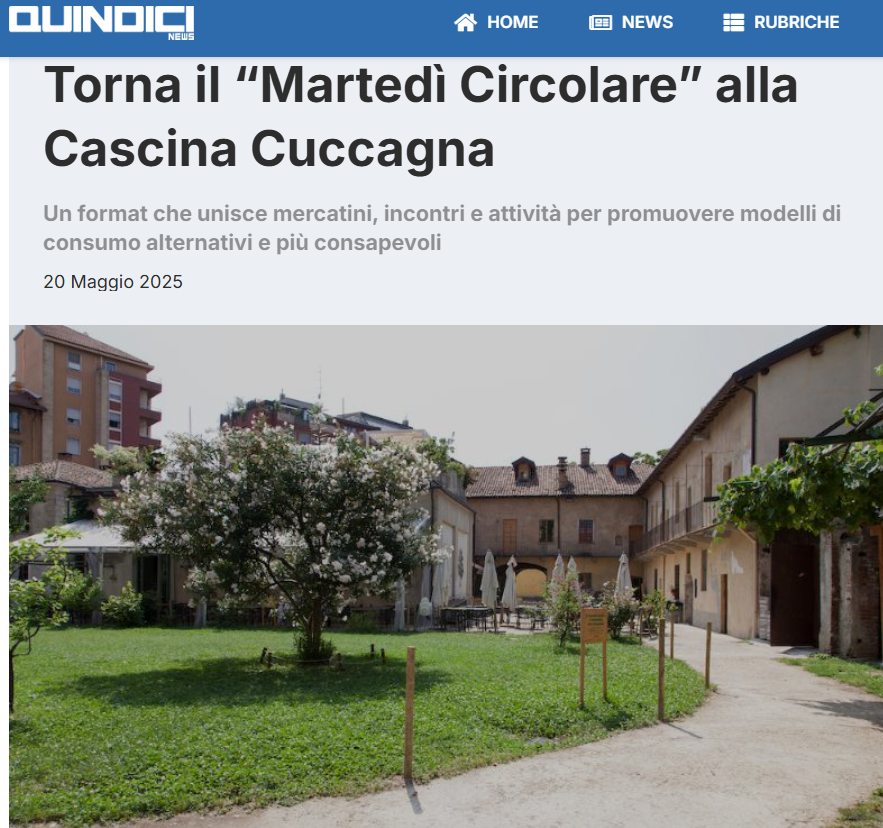 QUINDICI
NEWS
HOME
NEWS
RUBRICHE
Torna il “Martedì Circolare” alla
Cascina Cuccagna
Un format che unisce mercatini, incontri e attività per promuovere modelli di
consumo alternativi e più consapevoli
20 Maggio 2025